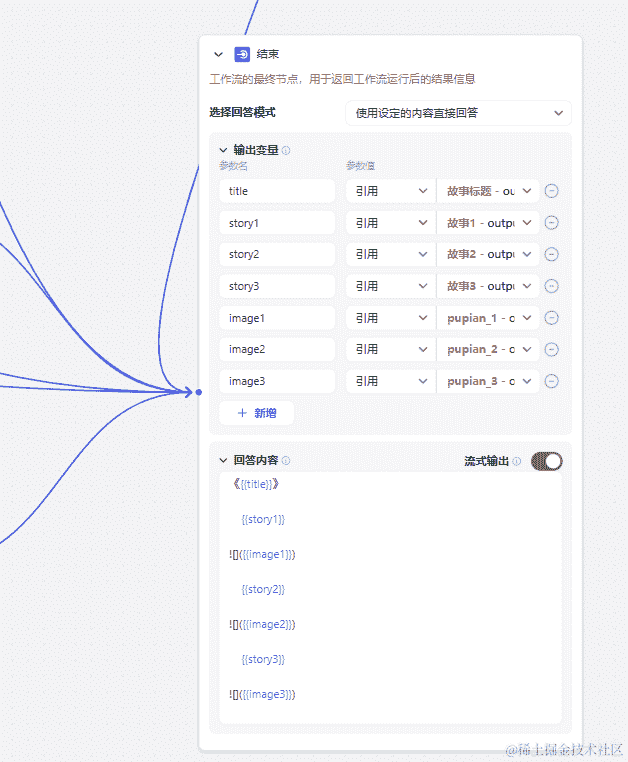 结束
工作流的最终节点，用于返回工作流运行后的结果信息
选择回答模式 使用设定的内容直接回答
输出变量
参数名 参数值
title 引用 故事标题 - ou
story1 引用 故事1 - outpu
story2 引用 故事2 - outpu
story3 引用 故事3 - outpu
image1 引用 pupian_1 - o
image2 引用 pupian_2 - o
image3 引用 pupian_3 - o
+ 新增
回答内容 流式输出
《{{title}}》
{{story1}}
![]({{image1}})
{{story2}}
![]({{image2}})
{{story3}}
![]({{image3}})
@稀土掘金技术社区